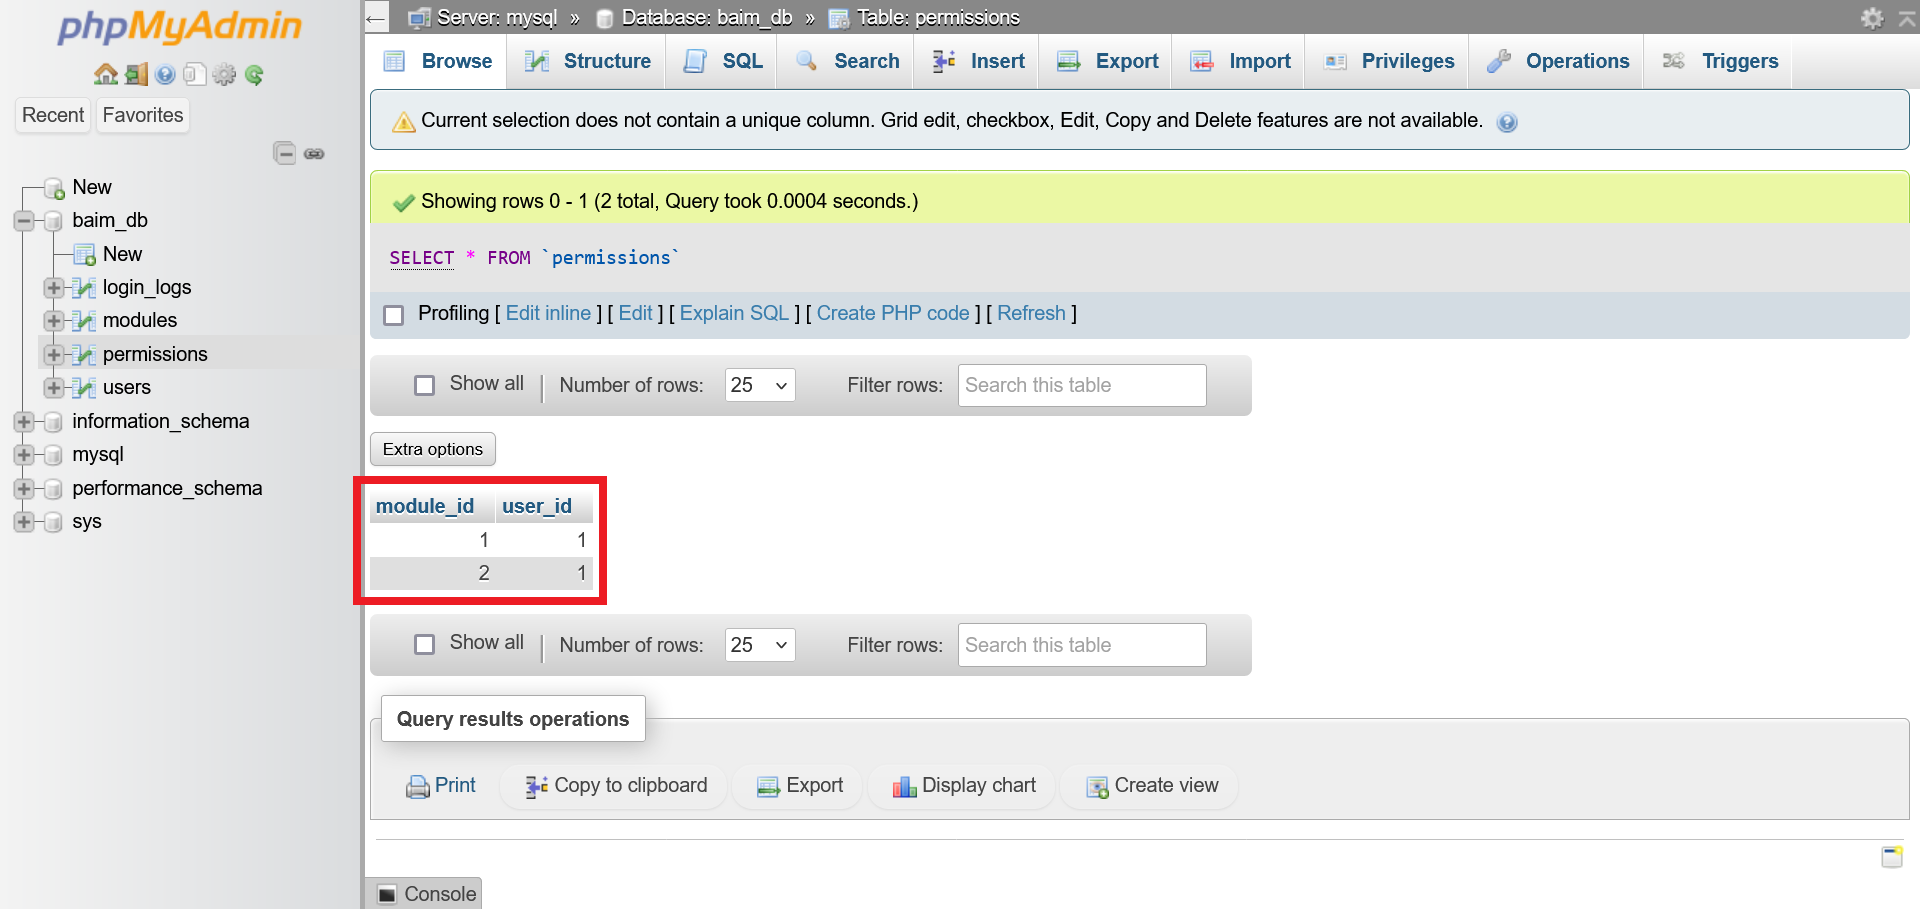 phpMyAdmin
Recent Favorites
New
baim_db
New
login_logs
modules
permissions
users
information_schema
mysql
performance_schema
sys
Server: mysql » Database: baim_db » Table: permissions
Browse Structure SQL Search Insert Export Import Privileges Operations Triggers
Current selection does not contain a unique column. Grid edit, checkbox, Edit, Copy and Delete features are not available.
Showing rows 0 - 1 (2 total, Query took 0.0004 seconds.)
SELECT * FROM `permissions`
Profiling [ Edit inline ] [ Edit ] [ Explain SQL ] [ Create PHP code ] [ Refresh ]
Show all Number of rows: 25 Filter rows: Search this table
Extra options
module_id user_id
1 1
2 1
Show all Number of rows: 25 Filter rows: Search this table
Query results operations
Print Copy to clipboard Export Display chart Create view
Console